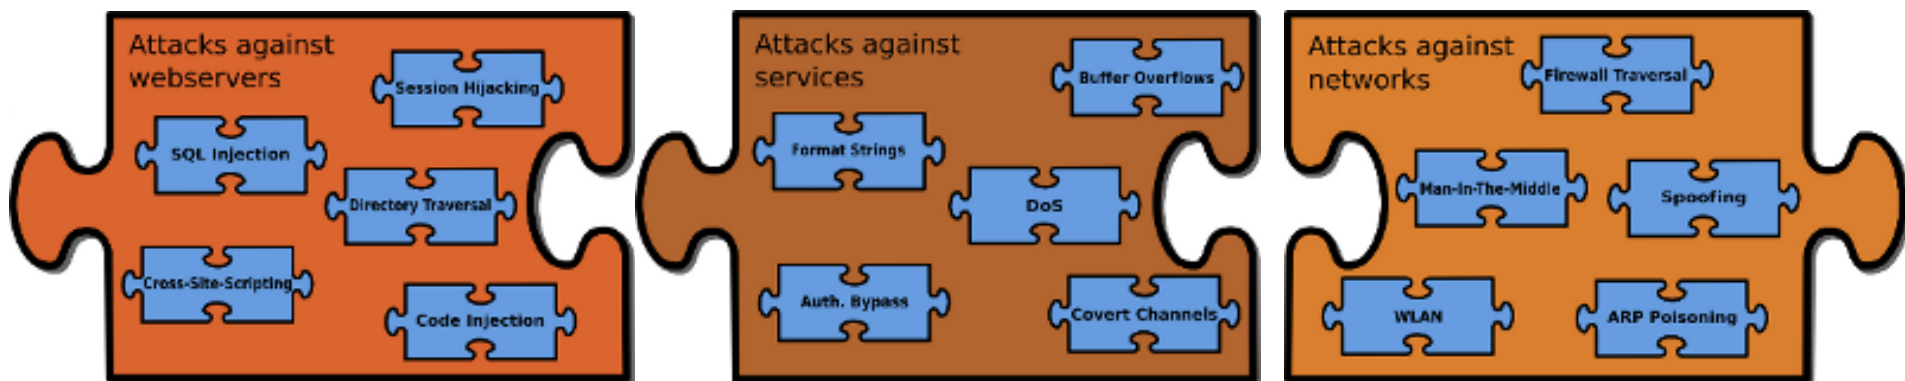 Attacks against
webservers
Session Hijacking
SQL Injection
Directory Traversal
Cross-Site-Scripting
Code Injection
Attacks against
services
Buffer Overflows
Format Strings
DoS
Auth. Bypass
Covert Channels
Attacks against
networks
Firewall Traversal
Man-In-The-Middle
Spoofing
WLAN
ARP Poisoning